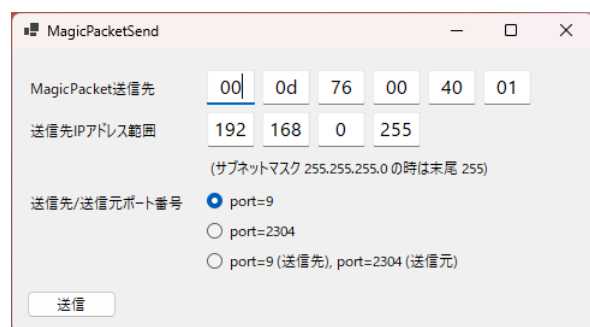 MagicPacketSend
MagicPacket送信先 00 0d 76 00 40 01
送信先IPアドレス範囲 192 168 0 255
(サブネットマスク 255.255.255.0 の時は末尾 255)
送信先/送信元ポート番号 port=9
port=2304
port=9 (送信先), port=2304 (送信元)
送信